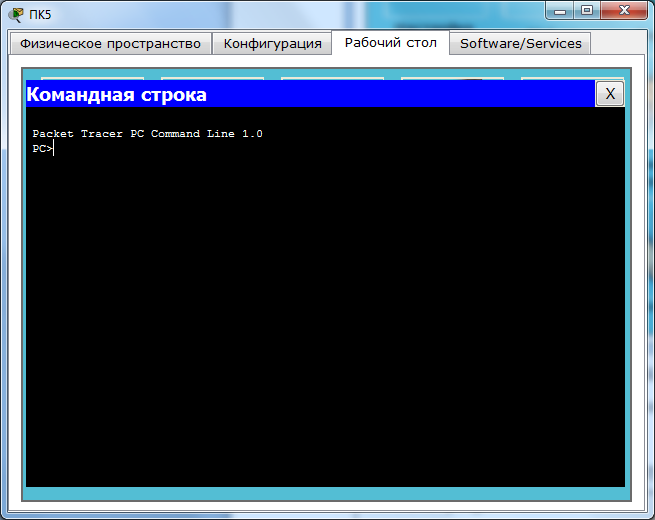 ПК5
Физическое пространство Конфигурация Рабочий стол Software/Services
Командная строка X
Packet Tracer PC Command Line 1.0
PC>